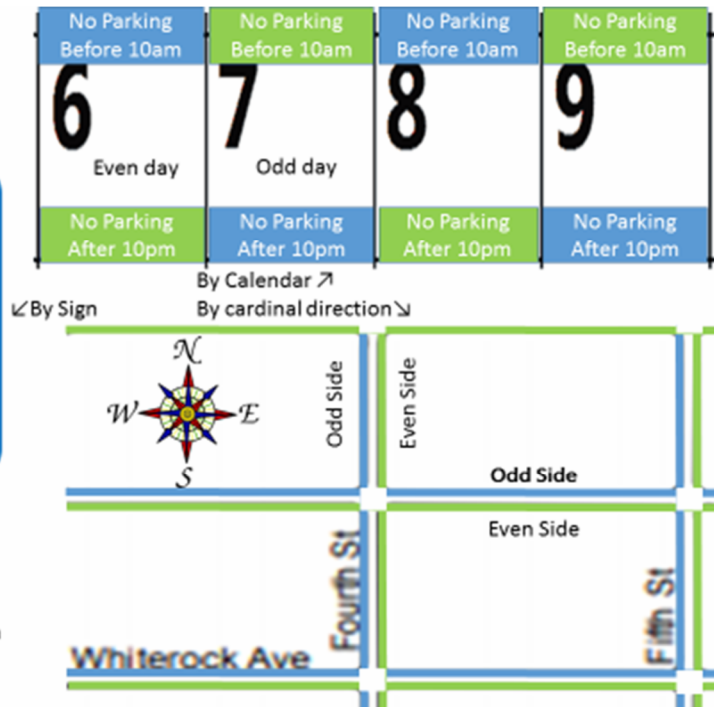 No Parking
Before 10am
No Parking
Before 10am
No Parking
Before 10am
No Parking
Before 10am
6
7
8
9
Even day
Odd day
No Parking
After 10pm
No Parking
After 10pm
No Parking
After 10pm
No Parking
After 10pm
By Calendar ↗
↙By Sign
By cardinal direction↘
N
W
E
S
Odd Side
Even Side
Odd Side
Even Side
Fourth St
Fifth St
Whiterock Ave